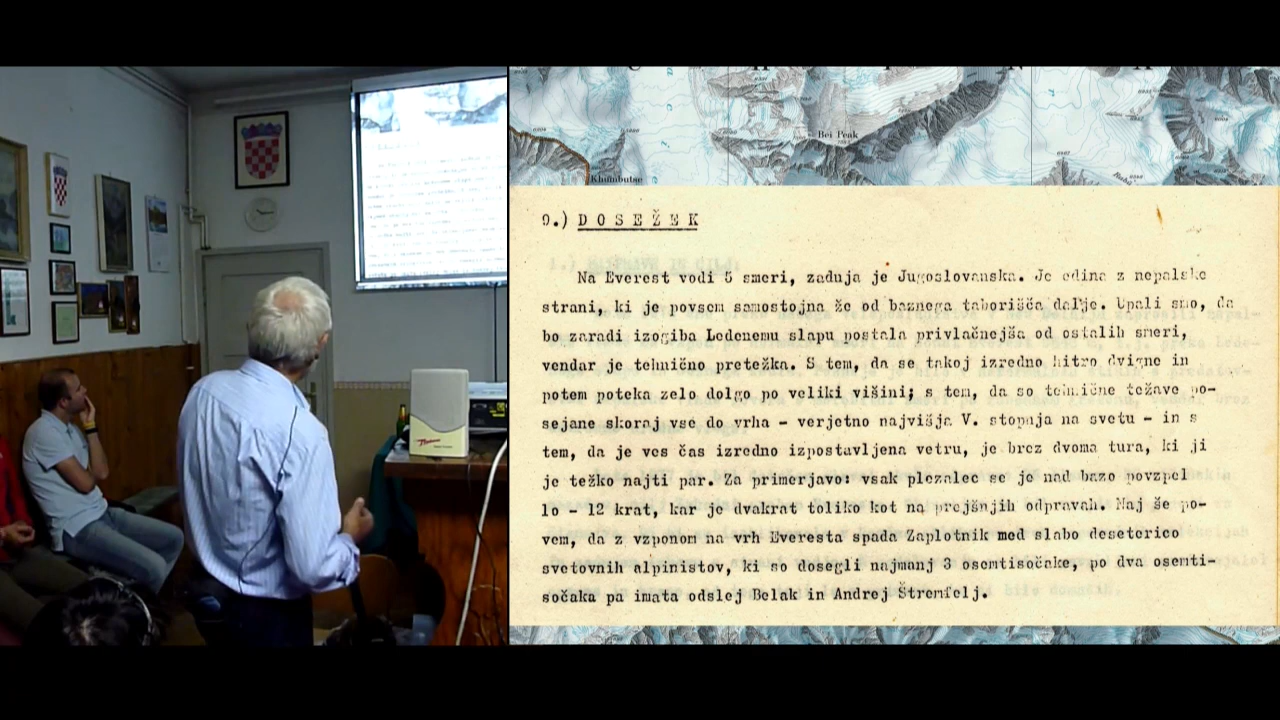 Bei Peak
Khumbutse
9.) DOSEŽEK
Na Everest vodi 5 smeri, zadnja je Jugoslovanska. Je edina z nepalske
strani, ki je povsem samostojna že od baznega taborišča dalje. Upali smo, da
bo zaradi izogiba Ledenemu slapu postala privlačnejša od ostalih smeri,
vendar je tehnično pretežka. S tem, da se takoj izredno hitro dvigne in
potem poteka zelo dolgo po veliki višini; s tem, da so tehnične težave po-
sejane skoraj vse do vrha - verjetno najvišja V. stopnja na svetu - in s
tem, da je ves čas izredno izpostavljena vetru, je brez dvoma tura, ki ji
je težko najti par. Za primerjavo: vsak plezalec se je nad bazo povzpel
lo - 12 krat, kar je dvakrat toliko kot na prejšnjih odpravah. Naj še po-
vem, da z vzponom na vrh Everesta spada Zaplotnik med slabo deseterico
svetovnih alpinistov, ki so dosegli najmanj 3 osemtisočake, po dva osemti-
sočaka pa imata odslej Belak in Andrej Štremfelj.